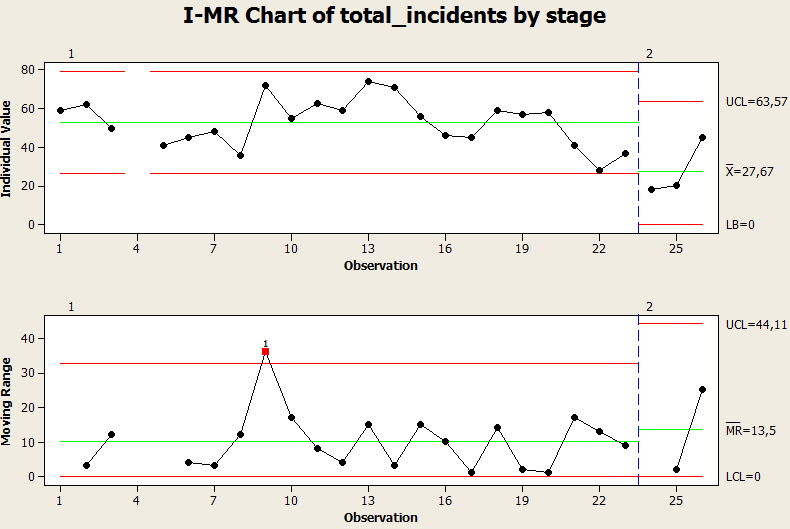 I-MR Chart of total_incidents by stage
1 2
80
60
40
20
0
Individual Value
UCL=63,57
X̅=27,67
LB=0
1 4 7 10 13 16 19 22 25
Observation
1 2
40
30
20
10
0
Moving Range
1
UCL=44,11
M̅R̅=13,5
LCL=0
1 4 7 10 13 16 19 22 25
Observation